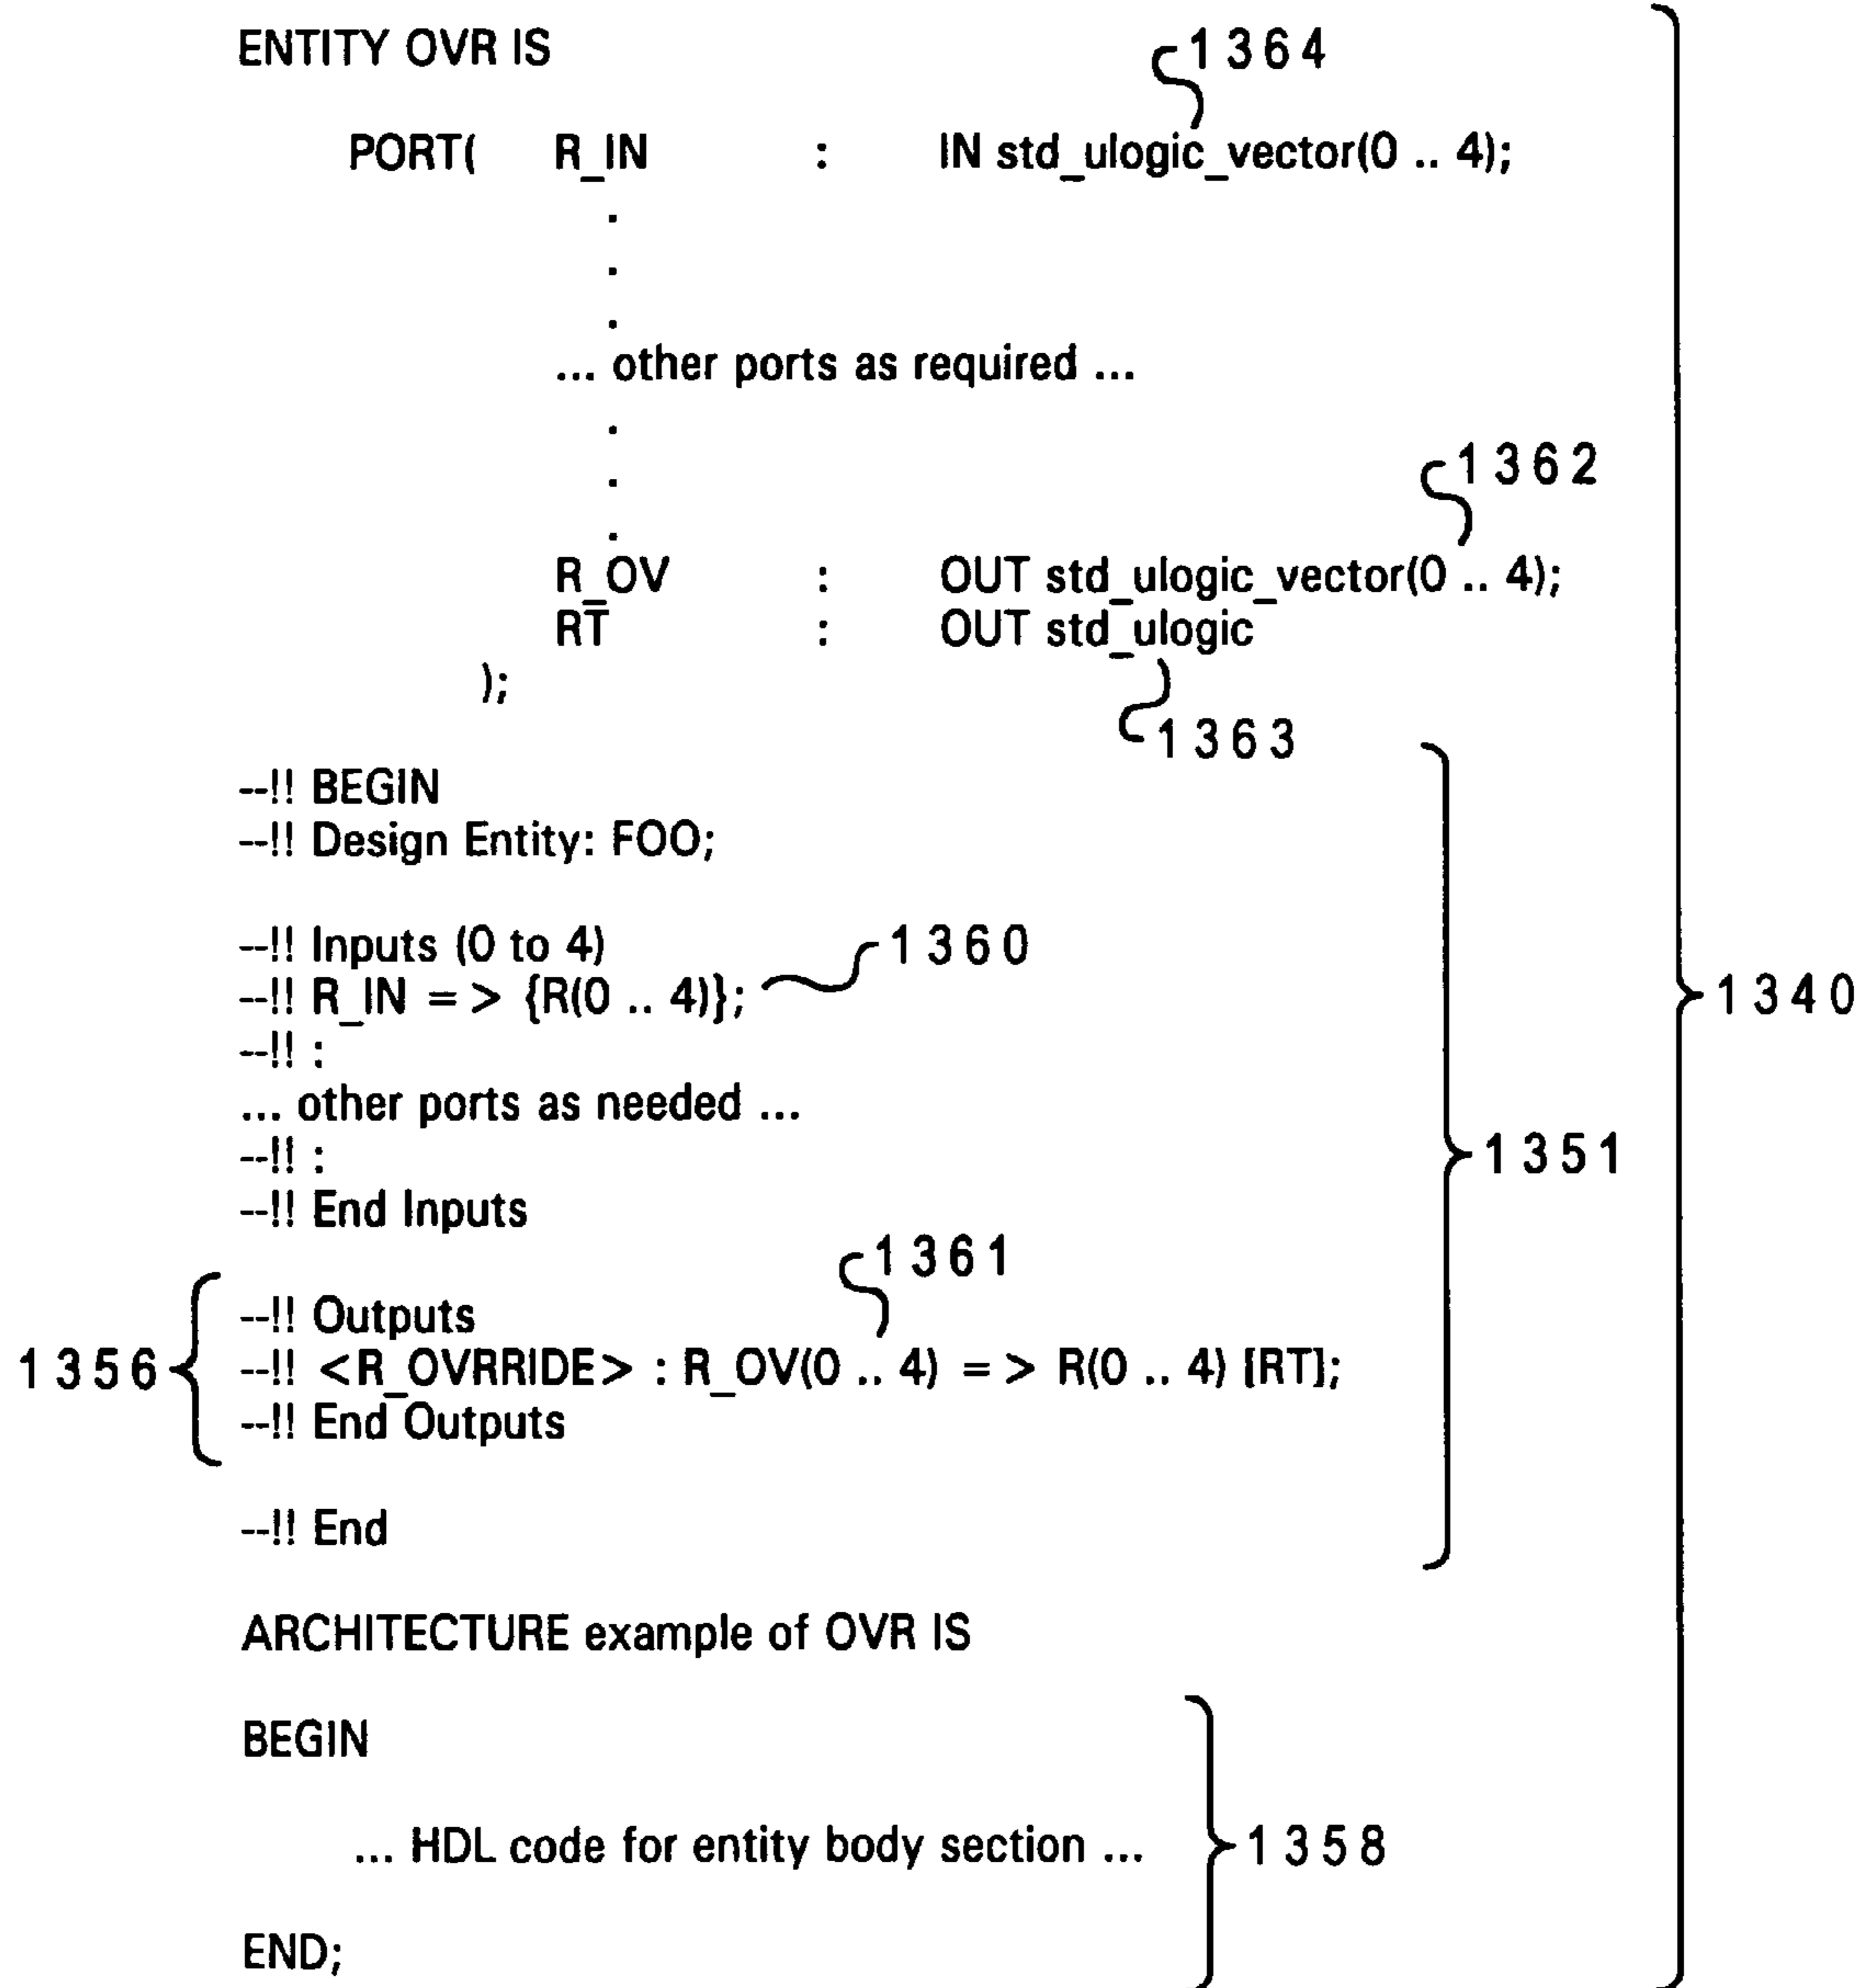 ENTITY OVR IS
1364
PORT( R_IN : IN std_ulogic_vector(0 .. 4);
.
.
.
... other ports as required ...
.
.
.
1362
R_OV : OUT std_ulogic_vector(0 .. 4);
RT : OUT std_ulogic
);
1363
--!! BEGIN
--!! Design Entity: FOO;
--!! Inputs (0 to 4)
1360
--!! R_IN = > {R(0 .. 4)};
1340
--!! :
... other ports as needed ...
--!! :
1351
--!! End Inputs
1361
--!! Outputs
1356
--!! <R_OVRRIDE> : R_OV(0 .. 4) = > R(0 .. 4) [RT];
--!! End Outputs
--!! End
ARCHITECTURE example of OVR IS
BEGIN
... HDL code for entity body section ...
1358
END;